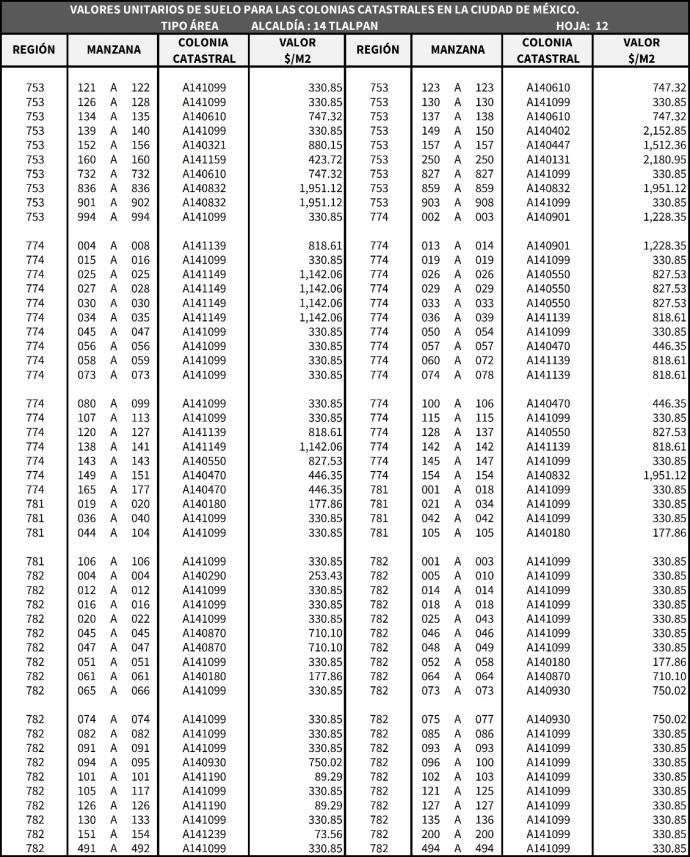 VALORES UNITARIOS DE SUELO PARA LAS COLONIAS CATASTRALES EN LA CIUDAD DE MÉXICO.
TIPO ÁREA ALCALDÍA : 14 TLALPAN HOJA: 12
REGIÓN MANZANA COLONIA CATASTRAL VALOR $/M2 REGIÓN MANZANA COLONIA CATASTRAL VALOR $/M2
753 121 A 122 A141099 330.85 753 123 A 123 A140610 747.32
753 126 A 128 A141099 330.85 753 130 A 130 A141099 330.85
753 134 A 135 A140610 747.32 753 137 A 138 A140610 747.32
753 139 A 140 A141099 330.85 753 149 A 150 A140402 2,152.85
753 152 A 156 A140321 880.15 753 157 A 157 A140447 1,512.36
753 160 A 160 A141159 423.72 753 250 A 250 A140131 2,180.95
753 732 A 732 A140610 747.32 753 827 A 827 A141099 330.85
753 836 A 836 A140832 1,951.12 753 859 A 859 A140832 1,951.12
753 901 A 902 A140832 1,951.12 753 903 A 908 A141099 330.85
753 994 A 994 A141099 330.85 774 002 A 003 A140901 1,228.35
774 004 A 008 A141139 818.61 774 013 A 014 A140901 1,228.35
774 015 A 016 A141099 330.85 774 019 A 019 A141099 330.85
774 025 A 025 A141149 1,142.06 774 026 A 026 A140550 827.53
774 027 A 028 A141149 1,142.06 774 029 A 029 A140550 827.53
774 030 A 030 A141149 1,142.06 774 033 A 033 A140550 827.53
774 034 A 035 A141149 1,142.06 774 036 A 039 A141139 818.61
774 045 A 047 A141099 330.85 774 050 A 054 A141099 330.85
774 056 A 056 A141099 330.85 774 057 A 057 A140470 446.35
774 058 A 059 A141099 330.85 774 060 A 072 A141139 818.61
774 073 A 073 A141099 330.85 774 074 A 078 A141139 818.61
774 080 A 099 A141099 330.85 774 100 A 106 A140470 446.35
774 107 A 113 A141099 330.85 774 115 A 115 A141099 330.85
774 120 A 127 A141139 818.61 774 128 A 137 A140550 827.53
774 138 A 141 A141149 1,142.06 774 142 A 142 A141139 818.61
774 143 A 143 A140550 827.53 774 145 A 147 A141099 330.85
774 149 A 151 A140470 446.35 774 154 A 154 A140832 1,951.12
774 165 A 177 A140470 446.35 781 001 A 018 A141099 330.85
781 019 A 020 A140180 177.86 781 021 A 034 A141099 330.85
781 036 A 040 A141099 330.85 781 042 A 042 A141099 330.85
781 044 A 104 A141099 330.85 781 105 A 105 A140180 177.86
781 106 A 106 A141099 330.85 782 001 A 003 A141099 330.85
782 004 A 004 A140290 253.43 782 005 A 010 A141099 330.85
782 012 A 012 A141099 330.85 782 014 A 014 A141099 330.85
782 016 A 016 A141099 330.85 782 018 A 018 A141099 330.85
782 020 A 022 A141099 330.85 782 025 A 043 A141099 330.85
782 045 A 045 A140870 710.10 782 046 A 046 A141099 330.85
782 047 A 047 A140870 710.10 782 048 A 049 A141099 330.85
782 051 A 051 A141099 330.85 782 052 A 058 A140180 177.86
782 061 A 061 A140180 177.86 782 064 A 064 A140870 710.10
782 065 A 066 A141099 330.85 782 073 A 073 A140930 750.02
782 074 A 074 A141099 330.85 782 075 A 077 A140930 750.02
782 082 A 082 A141099 330.85 782 085 A 086 A141099 330.85
782 091 A 091 A141099 330.85 782 093 A 093 A141099 330.85
782 094 A 095 A140930 750.02 782 096 A 100 A141099 330.85
782 101 A 101 A141190 89.29 782 102 A 103 A141099 330.85
782 105 A 117 A141099 330.85 782 121 A 125 A141099 330.85
782 126 A 126 A141190 89.29 782 127 A 127 A141099 330.85
782 130 A 133 A141099 330.85 782 135 A 136 A141099 330.85
782 151 A 154 A141239 73.56 782 200 A 200 A141099 330.85
782 491 A 492 A141099 330.85 782 494 A 494 A141099 330.85